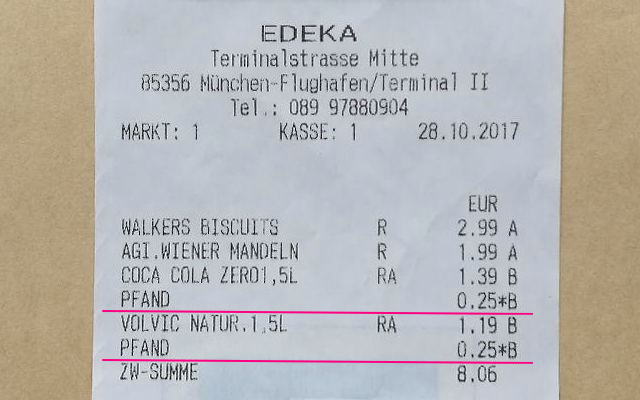 EDEKA
Terminalstrasse Mitte
85356 München-Flughafen/Terminal II
Tel.: 089 97880904
MARKT: 1 KASSE: 1 28.10.2017
EUR
WALKERS BISCUITS R 2.99 A
AGI.WIENER MANDELN R 1.99 A
COCA COLA ZERO1,5L RA 1.39 B
PFAND 0.25*B
VOLVIC NATUR.1,5L RA 1.19 B
PFAND 0.25*B
ZW-SUMME 8.06